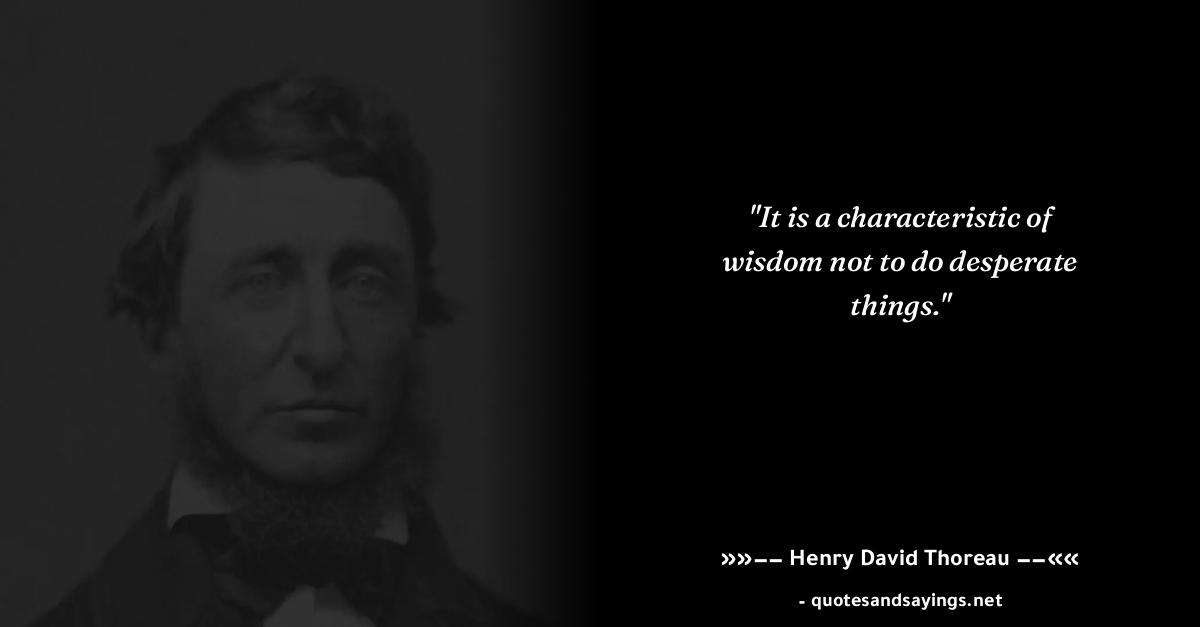 "It is a characteristic of
wisdom not to do desperate
things."
»»−− Henry David Thoreau −−««
- quotesandsayings.net